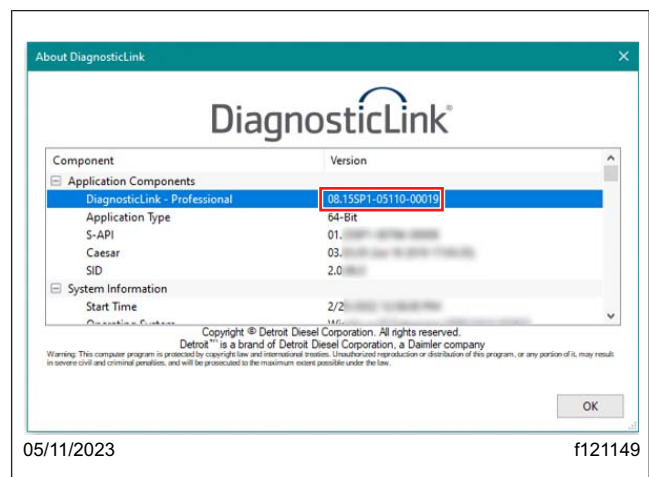 About DiagnosticLink
DiagnosticLink®
Component Version
Application Components
DiagnosticLink - Professional 08.15SP1-05110-00019
Application Type 64-Bit
S-API 01.
Caesar 03.
SID 2.0
System Information
Start Time 2/2
Copyright © Detroit Diesel Corporation. All rights reserved.
Detroit™ is a brand of Detroit Diesel Corporation, a Daimler company
Warning: This computer program is protected by copyright law and international treaties. Unauthorized reproduction or distribution of this program, or any portion of it, may result
in severe civil and criminal penalties, and will be prosecuted to the maximum extent possible under the law.
OK
05/11/2023 f121149